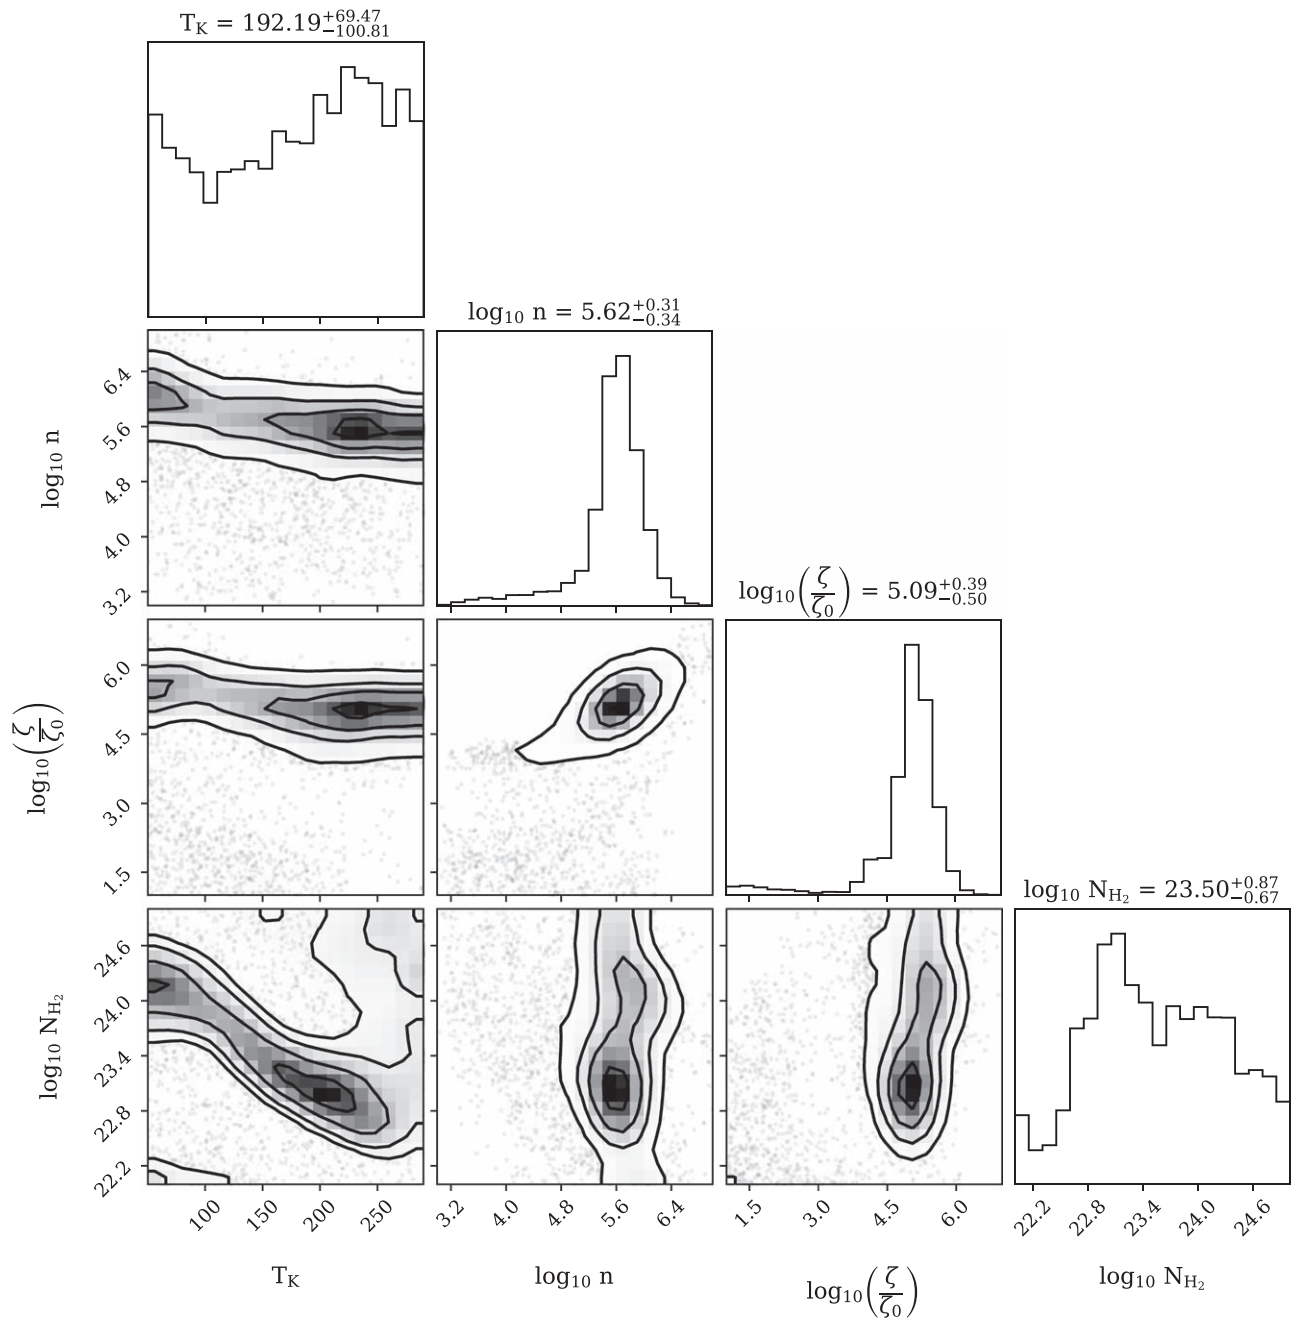 T_K = 192.19^{+69.47}_{−100.81}
log₁₀ n = 5.62^{+0.31}_{−0.34}
6.4
5.6
4.8
4.0
3.2
log₁₀ n
log₁₀(ζ/ζ₀) = 5.09^{+0.39}_{−0.50}
6.0
4.5
3.0
1.5
log₁₀(ζ/ζ₀)
log₁₀ N_{H₂} = 23.50^{+0.87}_{−0.67}
24.6
24.0
23.4
22.8
22.2
log₁₀ N_{H₂}
100 150 200 250
3.2 4.0 4.8 5.6 6.4
1.5 3.0 4.5 6.0
22.2 22.8 23.4 24.0 24.6
T_K
log₁₀ n
log₁₀(ζ/ζ₀)
log₁₀ N_{H₂}